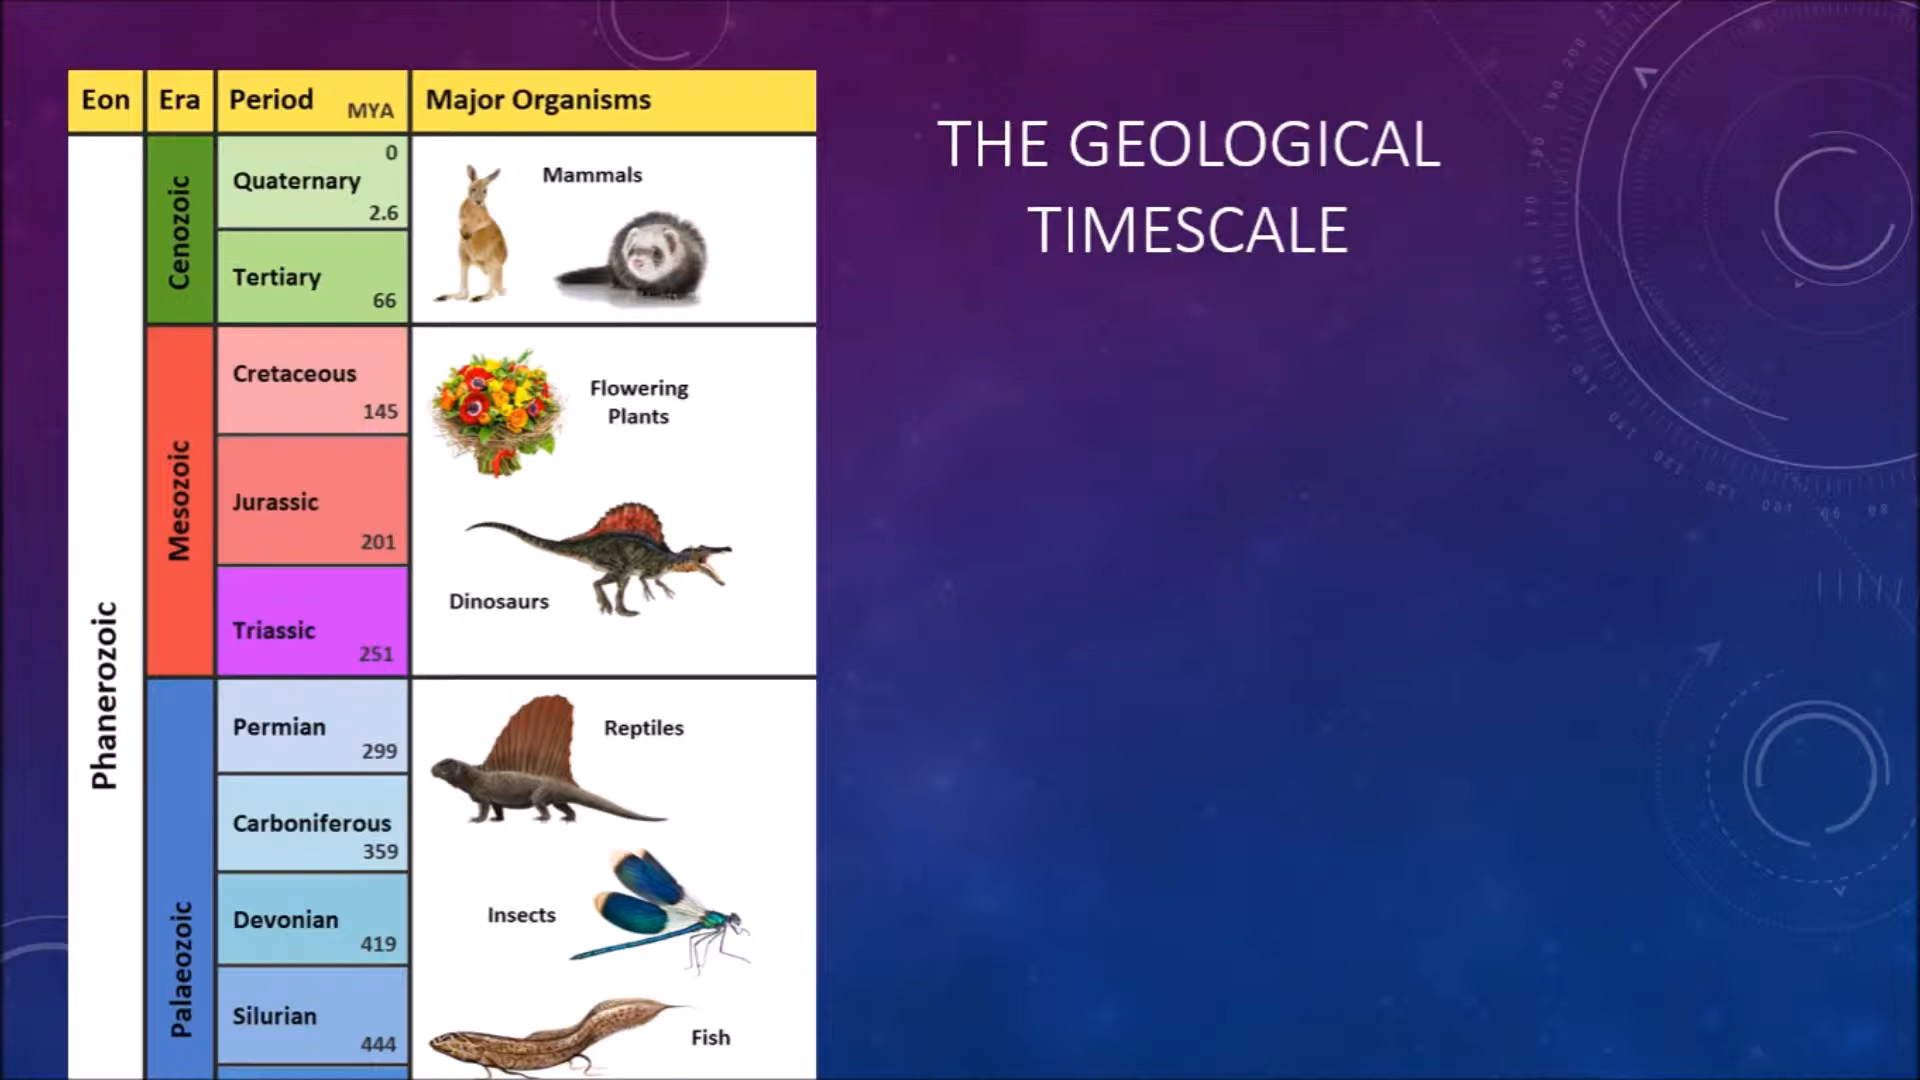 Eon Era Period MYA Major Organisms
THE GEOLOGICAL
TIMESCALE
Phanerozoic
Cenozoic
0
Quaternary
2.6
Tertiary
66
Mammals
Mesozoic
Cretaceous
145
Jurassic
201
Triassic
251
Flowering
Plants
Dinosaurs
Palaeozoic
Permian
299
Carboniferous
359
Devonian
419
Silurian
444
Reptiles
Insects
Fish